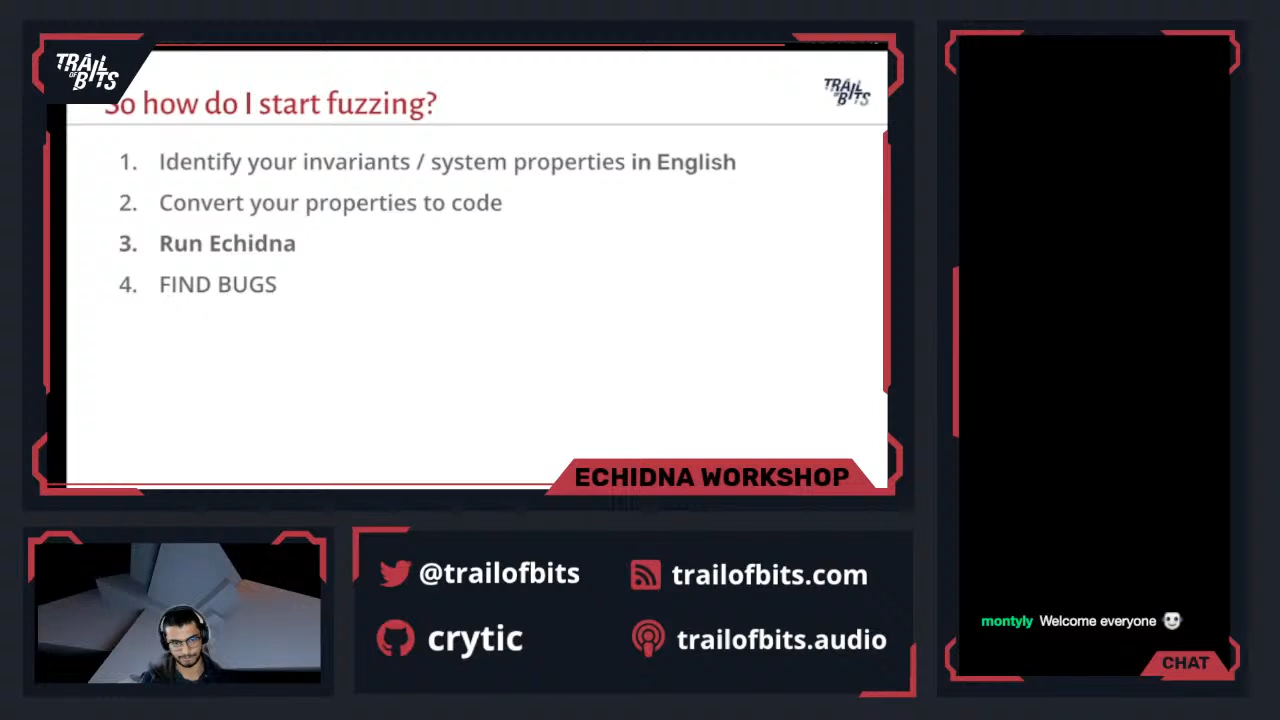 TRAIL
OF
BITS
So how do I start fuzzing?
TRAIL
OF
BITS
1. Identify your invariants / system properties in English
2. Convert your properties to code
3. Run Echidna
4. FIND BUGS
ECHIDNA WORKSHOP
@trailofbits
trailofbits.com
crytic
trailofbits.audio
montyly Welcome everyone
CHAT